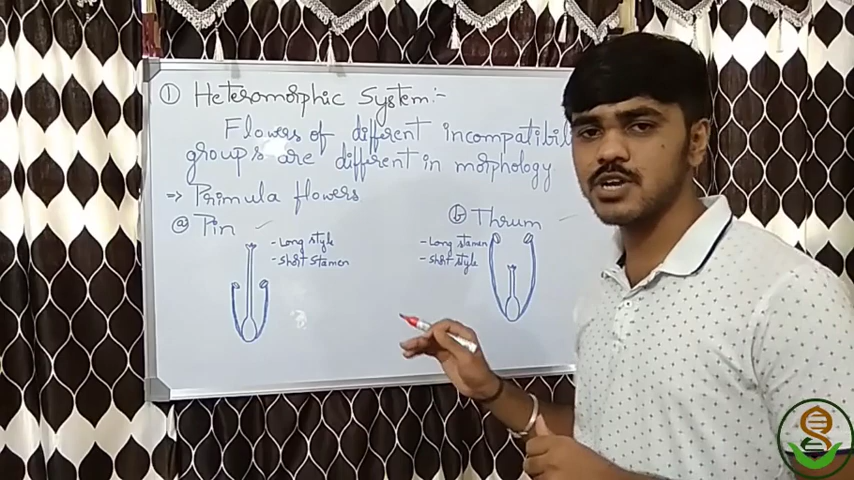 ① Heteromorphic System:-
Flowers of different incompatibil
group's are different in morphology
⇒ Primula flowers
ⓐ Pin
- Long style
- Short stamen
ⓑ Thrum
- Long stamen
- Short style